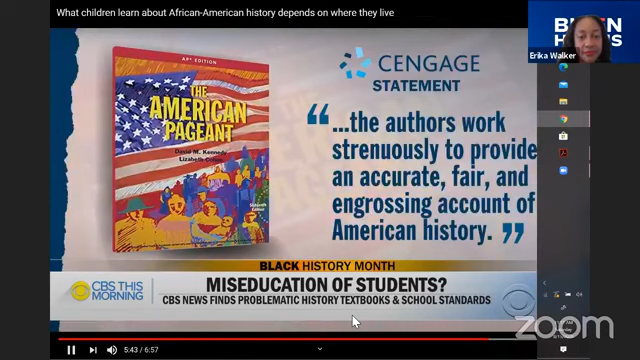 What children learn about African-American history depends on where they live
Erika Walker
AP* EDITION
THE
AMERICAN
PAGEANT
David M. Kennedy
Lizabeth Cohen
CENGAGE
STATEMENT
“ ...the authors work
strenuously to provide
an accurate, fair, and
engrossing account of
American history. ”
BLACK HISTORY MONTH
CBS THIS
MORNING
MISEDUCATION OF STUDENTS?
CBS NEWS FINDS PROBLEMATIC HISTORY TEXTBOOKS & SCHOOL STANDARDS
5:43 / 6:57
zoom